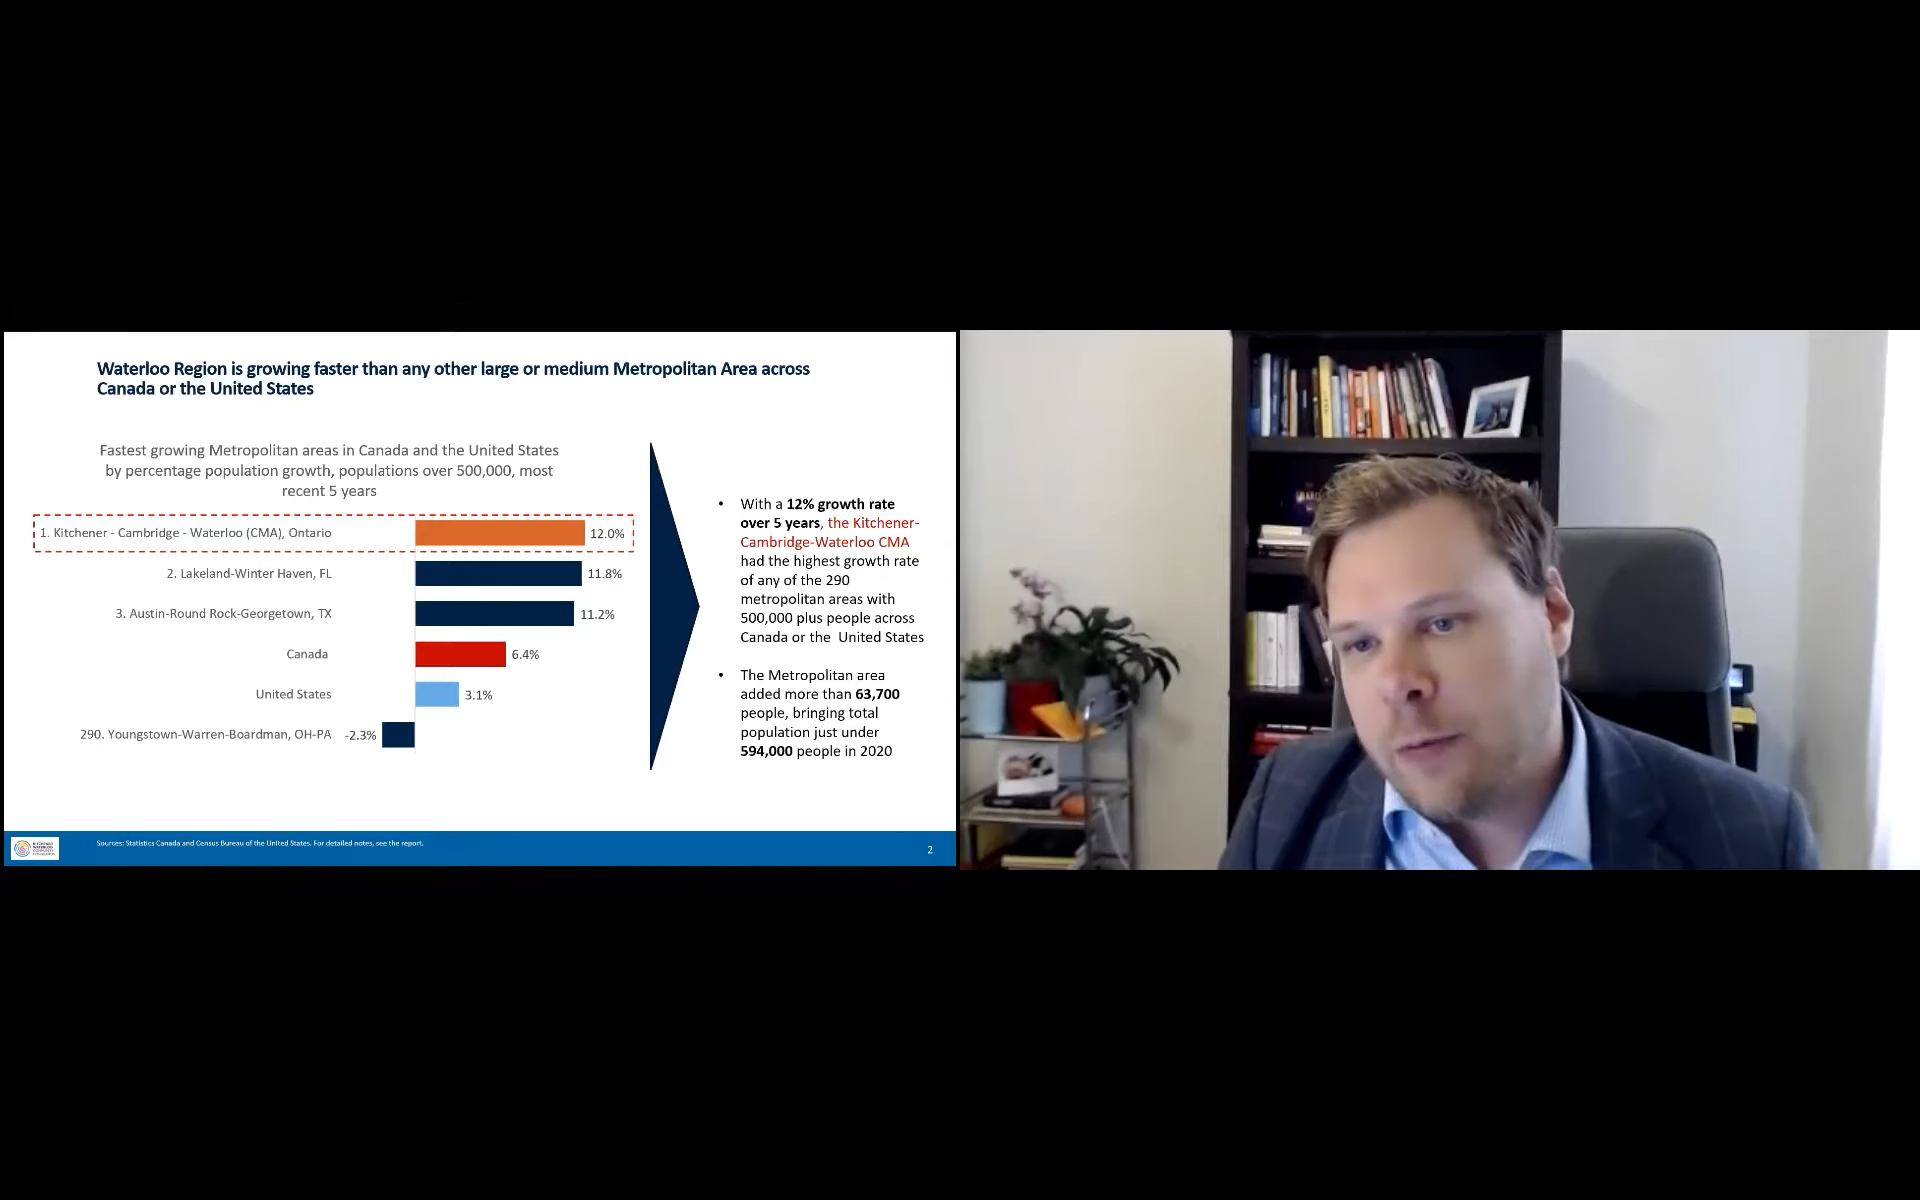 Waterloo Region is growing faster than any other large or medium Metropolitan Area across
Canada or the United States
Fastest growing Metropolitan areas in Canada and the United States
by percentage population growth, populations over 500,000, most
recent 5 years
1. Kitchener - Cambridge - Waterloo (CMA), Ontario 12.0%
2. Lakeland-Winter Haven, FL 11.8%
3. Austin-Round Rock-Georgetown, TX 11.2%
Canada 6.4%
United States 3.1%
290. Youngstown-Warren-Boardman, OH-PA -2.3%
• With a 12% growth rate
over 5 years, the Kitchener-
Cambridge-Waterloo CMA
had the highest growth rate
of any of the 290
metropolitan areas with
500,000 plus people across
Canada or the United States
• The Metropolitan area
added more than 63,700
people, bringing total
population just under
594,000 people in 2020
KITCHENER
WATERLOO
COMMUNITY
FOUNDATION
Sources: Statistics Canada and Census Bureau of the United States. For detailed notes, see the report.
2